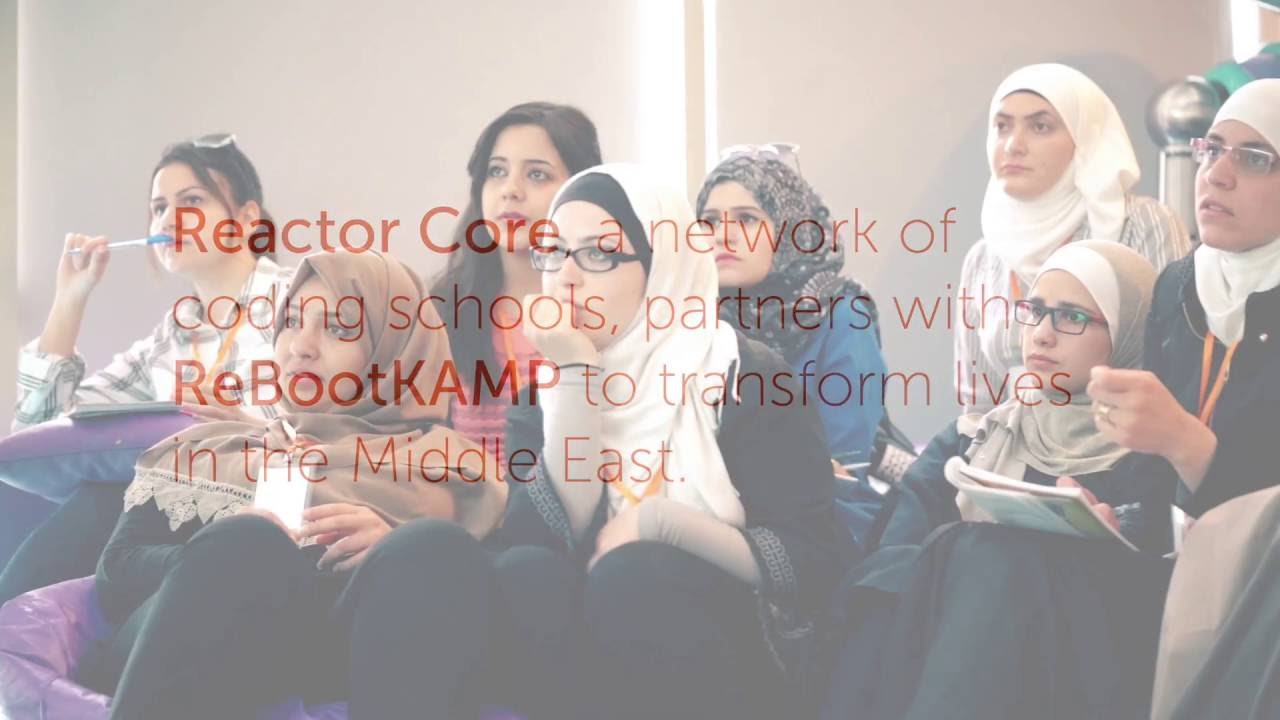 Reactor Core, a network of
coding schools, partners with
ReBootKAMP to transform lives
in the Middle East.